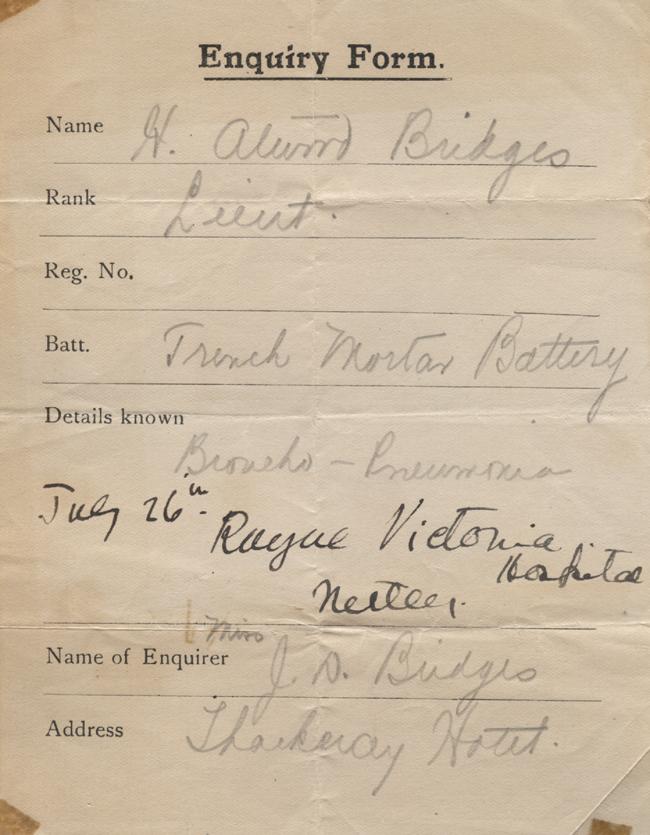 Enquiry Form.
Name H. Atwood Bridges
Rank Lieut.
Reg. No.
Batt. Trench Mortar Battery
Details known
Broncho - Pneumonia
July 26th. Royal Victoria
Hospital
Netley.
Miss
Name of Enquirer J. D. Bridges
Address Thackeray Hotel.